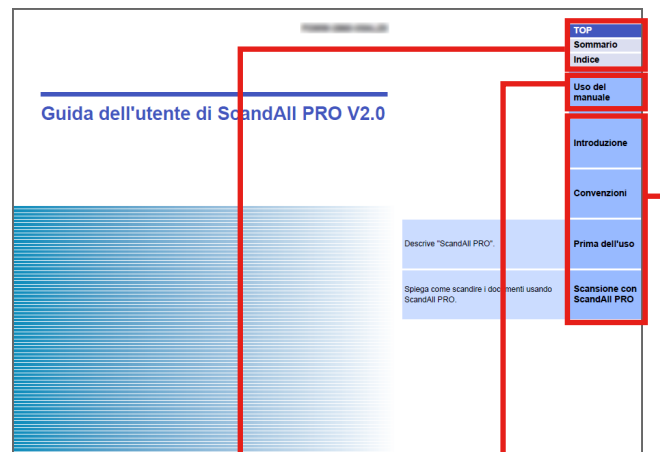 TOP
Sommario
Indice
Uso del
manuale
Guida dell'utente di ScandAll PRO V2.0
Introduzione
Convenzioni
Descrive "ScandAll PRO".
Prima dell'uso
Spiega come scandire i documenti usando
ScandAll PRO.
Scansione con
ScandAll PRO